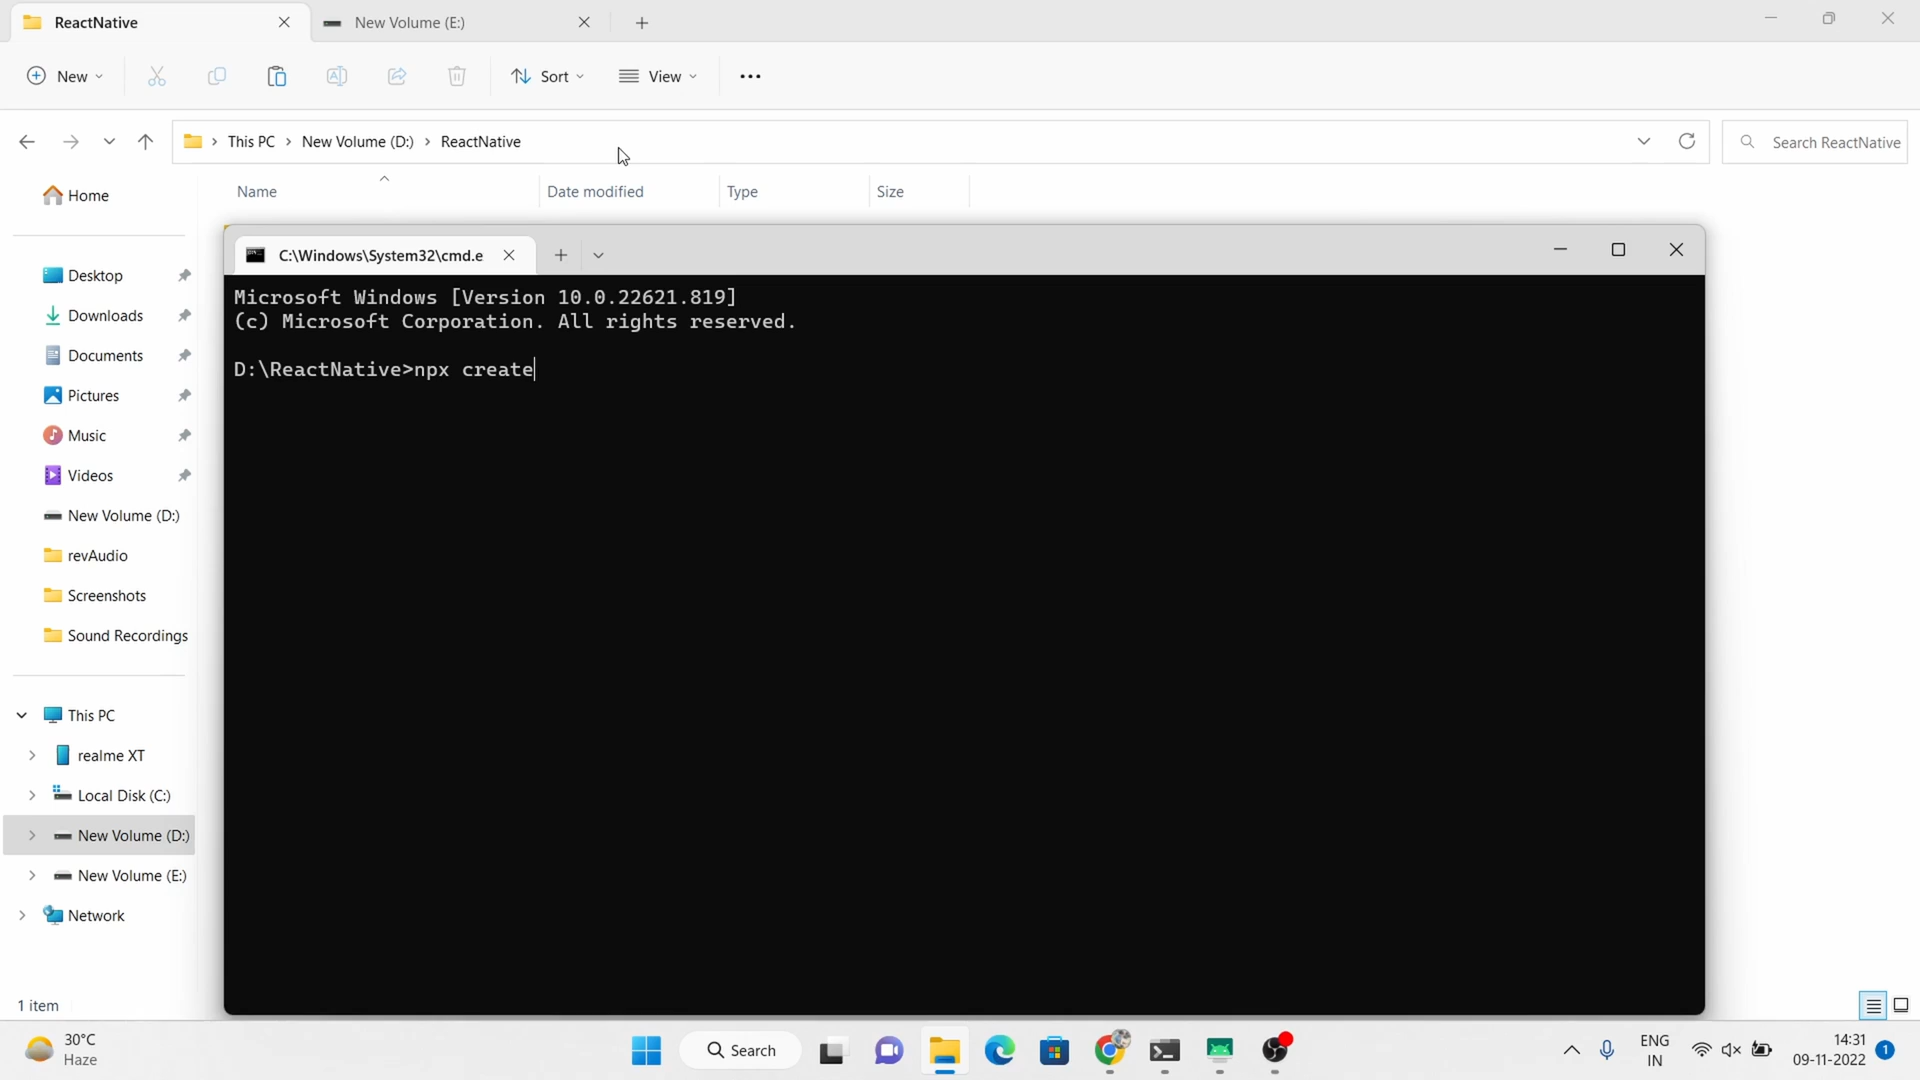 ReactNative
New Volume (E:)
New
Sort
View
This PC
New Volume (D:)
ReactNative
Search ReactNative
Name
Date modified
Type
Size
Home
Desktop
Downloads
Documents
Pictures
Music
Videos
New Volume (D:)
revAudio
Screenshots
Sound Recordings
This PC
realme XT
Local Disk (C:)
New Volume (D:)
New Volume (E:)
Network
1 item
C:\Windows\System32\cmd.e
Microsoft Windows [Version 10.0.22621.819]
(c) Microsoft Corporation. All rights reserved.
D:\ReactNative>npx create
30°C
Haze
Search
ENG
IN
14:31
09-11-2022
1